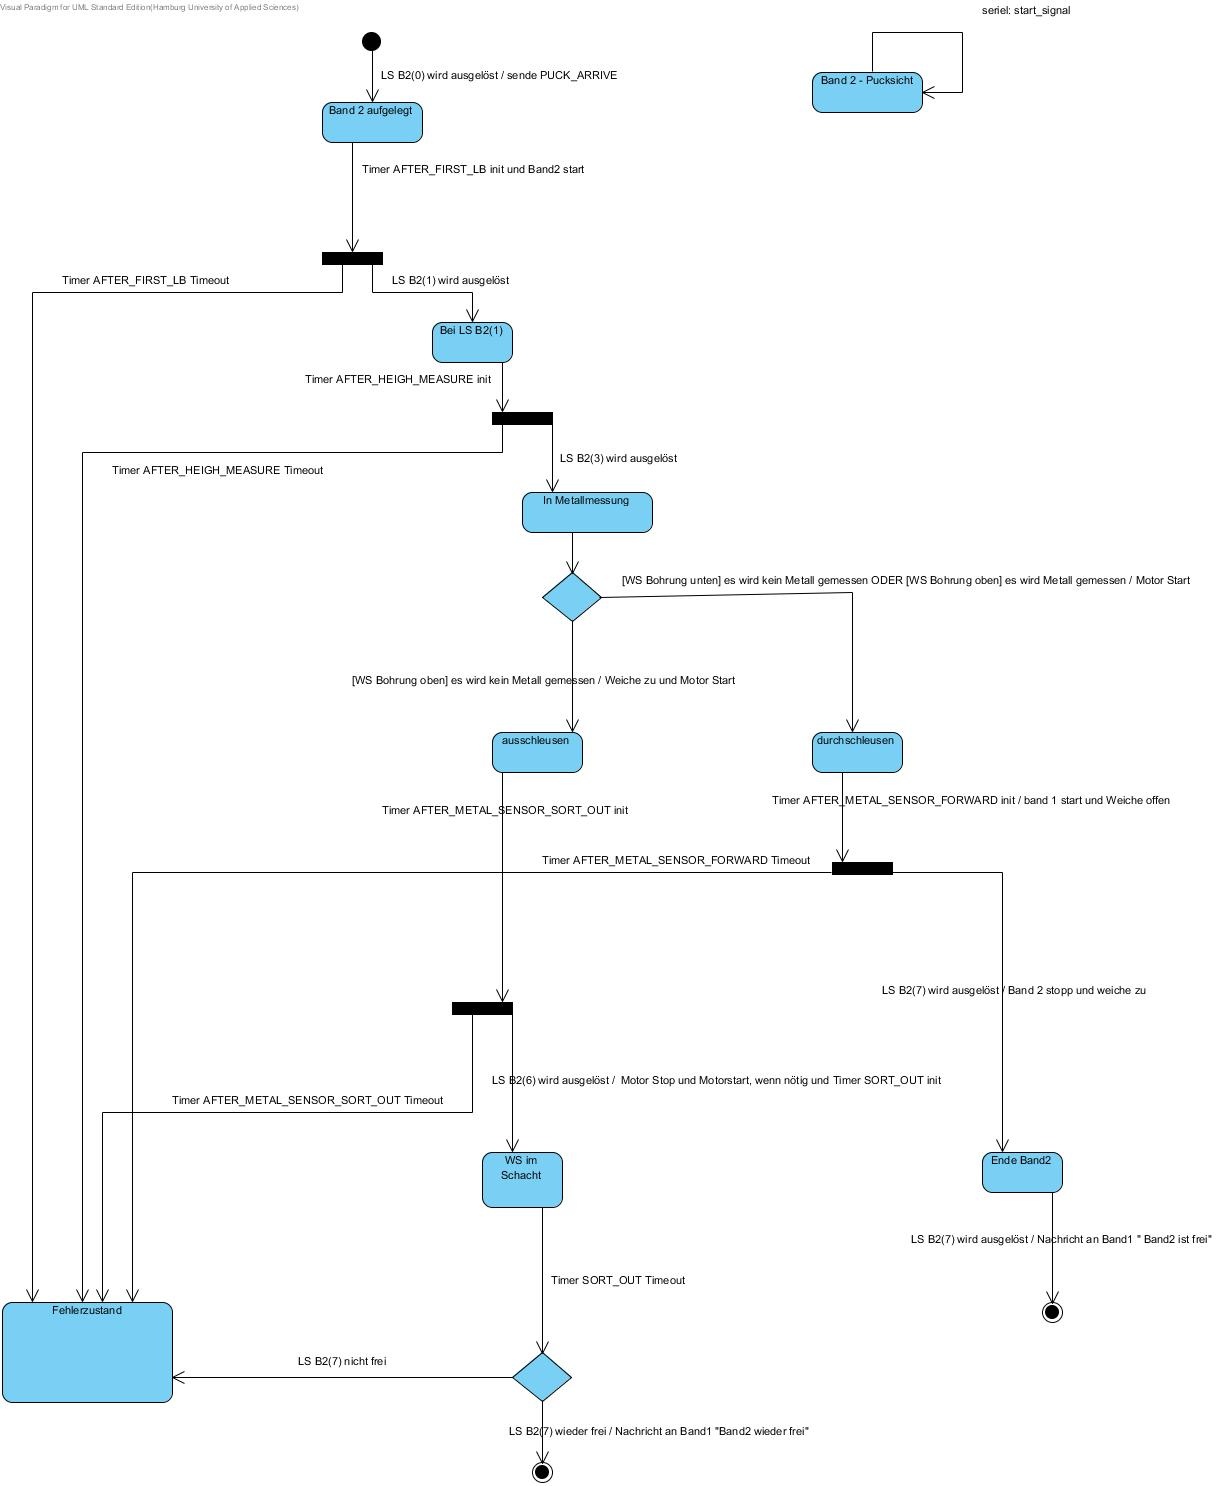 Visual Paradigm for UML Standard Edition(Hamburg University of Applied Sciences)
seriel: start_signal
LS B2(0) wird ausgelöst / sende PUCK_ARRIVE
Band 2 - Pucksicht
Band 2 aufgelegt
Timer AFTER_FIRST_LB init und Band2 start
Timer AFTER_FIRST_LB Timeout
LS B2(1) wird ausgelöst
Bei LS B2(1)
Timer AFTER_HEIGH_MEASURE init
LS B2(3) wird ausgelöst
Timer AFTER_HEIGH_MEASURE Timeout
In Metallmessung
[WS Bohrung unten] es wird kein Metall gemessen ODER [WS Bohrung oben] es wird Metall gemessen / Motor Start
[WS Bohrung oben] es wird kein Metall gemessen / Weiche zu und Motor Start
ausschleusen
durchschleusen
Timer AFTER_METAL_SENSOR_FORWARD init / band 1 start und Weiche offen
Timer AFTER_METAL_SENSOR_SORT_OUT init
Timer AFTER_METAL_SENSOR_FORWARD Timeout
LS B2(7) wird ausgelöst / Band 2 stopp und weiche zu
LS B2(6) wird ausgelöst / Motor Stop und Motorstart, wenn nötig und Timer SORT_OUT init
Timer AFTER_METAL_SENSOR_SORT_OUT Timeout
WS im
Schacht
Ende Band2
LS B2(7) wird ausgelöst / Nachricht an Band1 " Band2 ist frei"
Timer SORT_OUT Timeout
Fehlerzustand
LS B2(7) nicht frei
LS B2(7) wieder frei / Nachricht an Band1 "Band2 wieder frei"